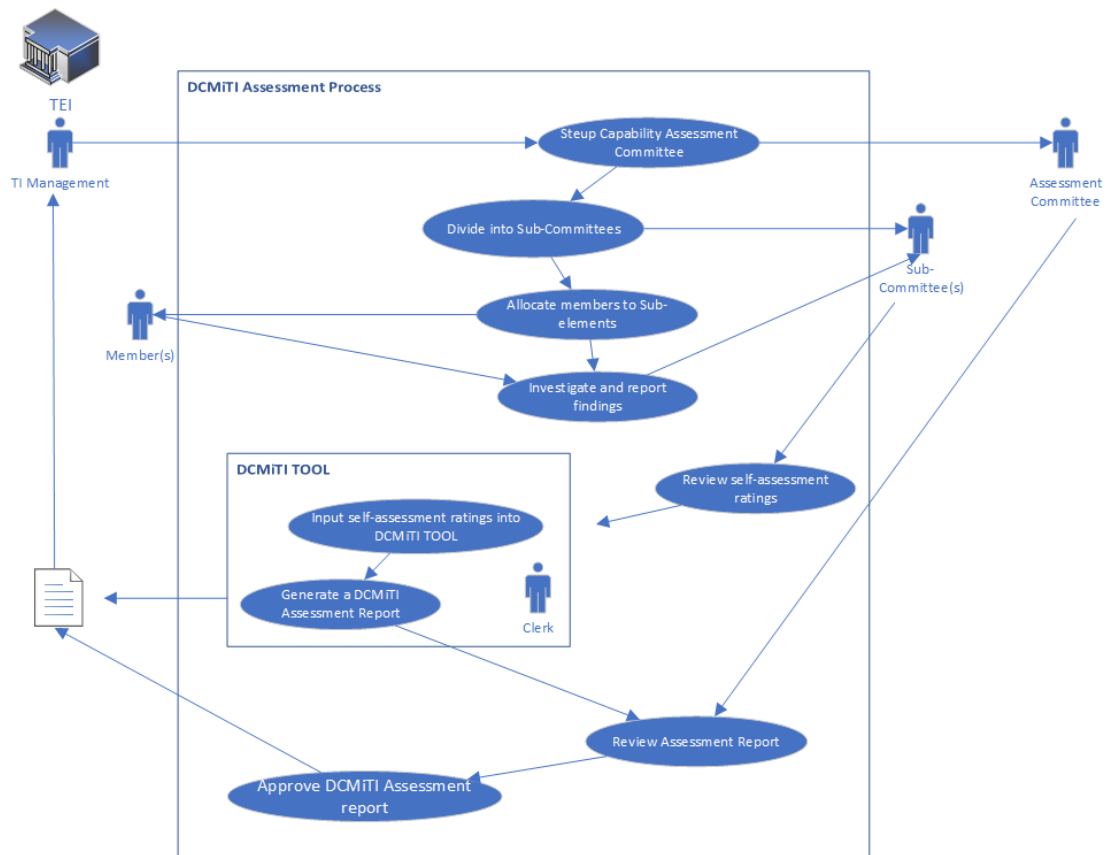 DCMiTI Assessment Process
TEI
TI Management
Steup Capability Assessment
Committee
Assessment
Committee
Divide into Sub-Committees
Sub-
Committee(s)
Allocate members to Sub-
elements
Member(s)
Investigate and report
findings
DCMiTI TOOL
Review self-assessment
ratings
Input self-assessment ratings into
DCMiTI TOOL
Generate a DCMiTI
Assessment Report
Clerk
Review Assessment Report
Approve DCMiTI Assessment
report